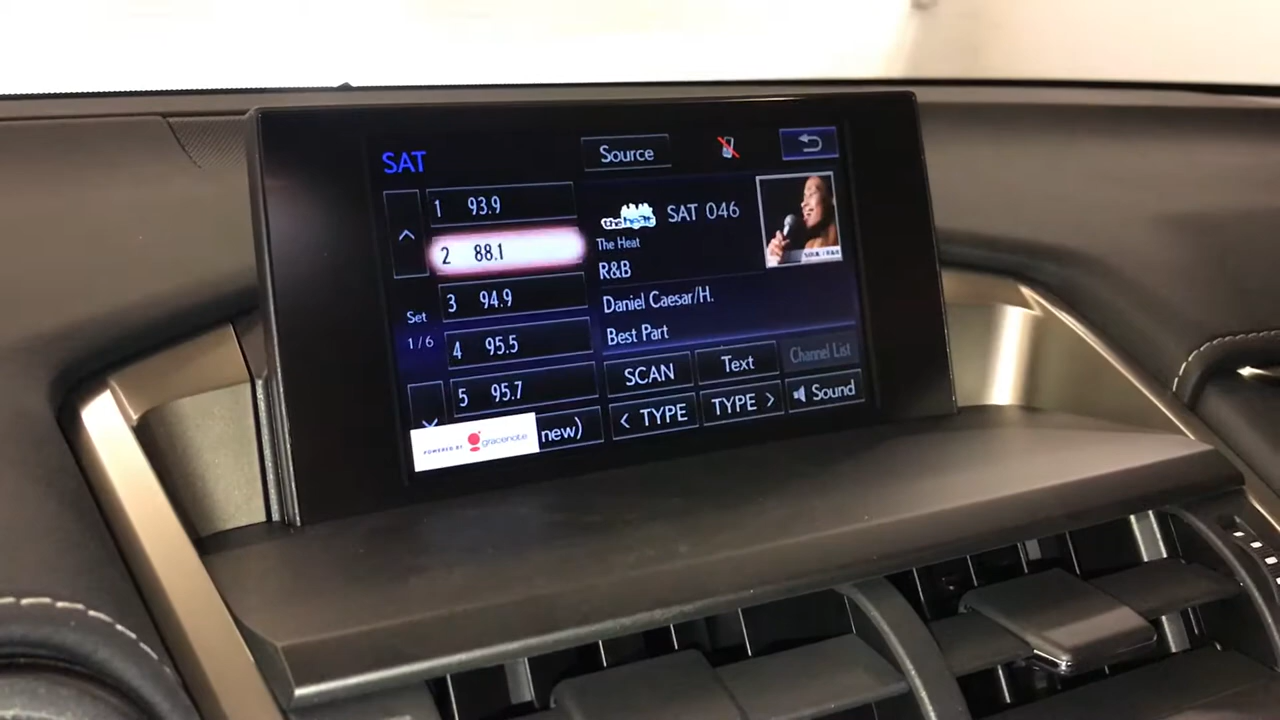 SAT
Source
1 93.9
2 88.1
3 94.9
4 95.5
5 95.7
new)
Set
1/6
POWERED BY gracenote
the heat
SAT 046
The Heat
R&B
Daniel Caesar/H.
Best Part
SOUL / R&B
SCAN
Text
Channel List
< TYPE
TYPE >
Sound